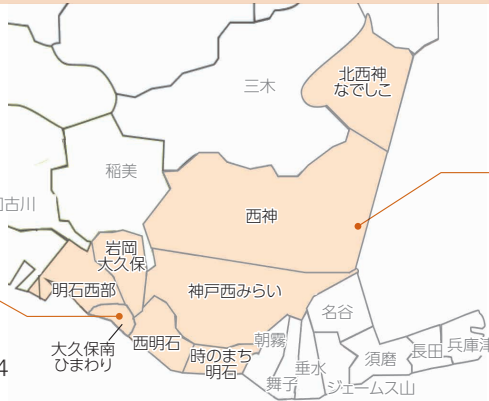 北西神
なでしこ
三木
稲美
古川
西神
岩岡
大久保
明石西部
神戸西みらい
名谷
大久保南
ひまわり
西明石
時のまち
明石
朝霧
舞子
垂水
ジェームス山
須磨
長田
兵庫津
4